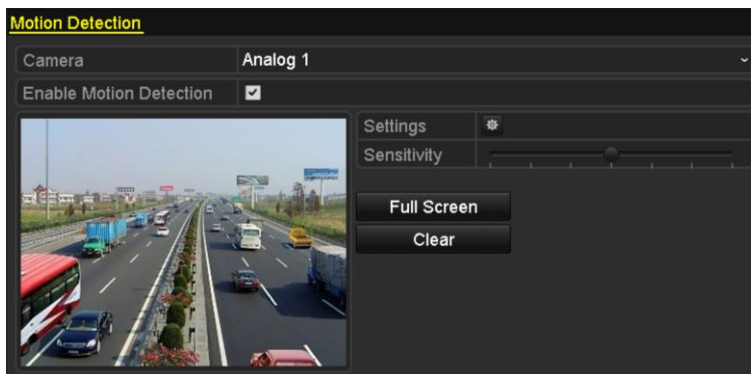 Motion Detection
Camera
Analog 1
Enable Motion Detection
Settings
Sensitivity
Full Screen
Clear